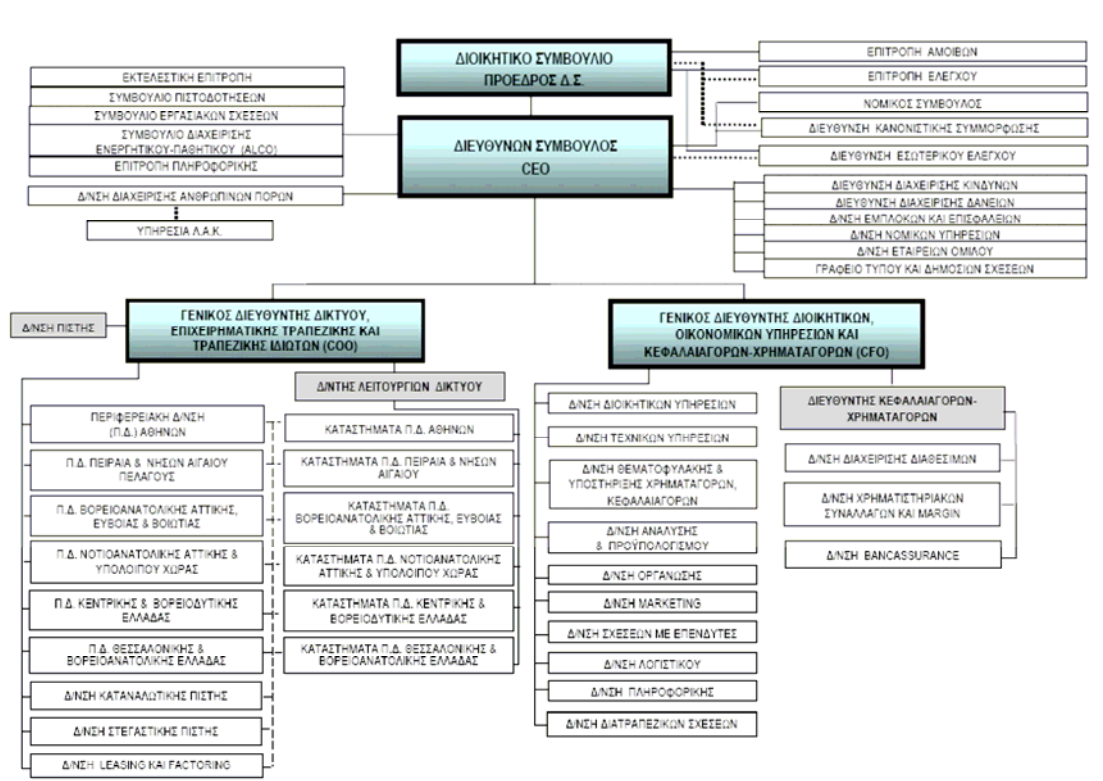 ΔΙΟΙΚΗΤΙΚΟ ΣΥΜΒΟΥΛΙΟ
ΠΡΟΕΔΡΟΣ Δ.Σ.
ΔΙΕΥΘΥΝΩΝ ΣΥΜΒΟΥΛΟΣ
CEO
ΕΚΤΕΛΕΣΤΙΚΗ ΕΠΙΤΡΟΠΗ
ΣΥΜΒΟΥΛΙΟ ΠΙΣΤΟΔΟΤΗΣΕΩΝ
ΣΥΜΒΟΥΛΙΟ ΕΡΓΑΣΙΑΚΩΝ ΣΧΕΣΕΩΝ
ΣΥΜΒΟΥΛΙΟ ΔΙΑΧΕΙΡΙΣΗΣ
ΕΝΕΡΓΗΤΙΚΟΥ-ΠΑΘΗΤΙΚΟΥ (ALCO)
ΕΠΙΤΡΟΠΗ ΠΛΗΡΟΦΟΡΙΚΗΣ
Δ/ΝΣΗ ΔΙΑΧΕΙΡΙΣΗΣ ΑΝΘΡΩΠΙΝΩΝ ΠΟΡΩΝ
ΥΠΗΡΕΣΙΑ Λ.Α.Κ.
ΕΠΙΤΡΟΠΗ ΑΜΟΙΒΩΝ
ΕΠΙΤΡΟΠΗ ΕΛΕΓΧΟΥ
ΝΟΜΙΚΟΣ ΣΥΜΒΟΥΛΟΣ
ΔΙΕΥΘΥΝΣΗ ΚΑΝΟΝΙΣΤΙΚΗΣ ΣΥΜΜΟΡΦΩΣΗΣ
ΔΙΕΥΘΥΝΣΗ ΕΣΩΤΕΡΙΚΟΥ ΕΛΕΓΧΟΥ
ΔΙΕΥΘΥΝΣΗ ΔΙΑΧΕΙΡΙΣΗΣ ΚΙΝΔΥΝΩΝ
ΔΙΕΥΘΥΝΣΗ ΔΙΑΧΕΙΡΙΣΗΣ ΔΑΝΕΙΩΝ
Δ/ΝΣΗ ΕΜΠΛΟΚΩΝ ΚΑΙ ΕΠΙΣΦΑΛΕΙΩΝ
Δ/ΝΣΗ ΝΟΜΙΚΩΝ ΥΠΗΡΕΣΙΩΝ
Δ/ΝΣΗ ΕΤΑΙΡΕΙΩΝ ΟΜΙΛΟΥ
ΓΡΑΦΕΙΟ ΤΥΠΟΥ ΚΑΙ ΔΗΜΟΣΙΩΝ ΣΧΕΣΕΩΝ
Δ/ΝΣΗ ΠΙΣΤΗΣ
ΓΕΝΙΚΟΣ ΔΙΕΥΘΥΝΤΗΣ ΔΙΚΤΥΟΥ,
ΕΠΙΧΕΙΡΗΜΑΤΙΚΗΣ ΤΡΑΠΕΖΙΚΗΣ ΚΑΙ
ΤΡΑΠΕΖΙΚΗΣ ΙΔΙΩΤΩΝ (COO)
Δ/ΝΤΗΣ ΛΕΙΤΟΥΡΓΙΩΝ ΔΙΚΤΥΟΥ
ΠΕΡΙΦΕΡΕΙΑΚΗ Δ/ΝΣΗ
(Π.Δ.) ΑΘΗΝΩΝ
Π.Δ. ΠΕΙΡΑΙΑ & ΝΗΣΩΝ ΑΙΓΑΙΟΥ
ΠΕΛΑΓΟΥΣ
Π.Δ. ΒΟΡΕΙΟΑΝΑΤΟΛΙΚΗΣ ΑΤΤΙΚΗΣ,
ΕΥΒΟΙΑΣ & ΒΟΙΩΤΙΑΣ
Π.Δ. ΝΟΤΙΟΑΝΑΤΟΛΙΚΗΣ ΑΤΤΙΚΗΣ &
ΥΠΟΛΟΙΠΟΥ ΧΩΡΑΣ
Π.Δ. ΚΕΝΤΡΙΚΗΣ & ΒΟΡΕΙΟΔΥΤΙΚΗΣ
ΕΛΛΑΔΑΣ
Π.Δ. ΘΕΣΣΑΛΟΝΙΚΗΣ &
ΒΟΡΕΙΟΑΝΑΤΟΛΙΚΗΣ ΕΛΛΑΔΑΣ
Δ/ΝΣΗ ΚΑΤΑΝΑΛΩΤΙΚΗΣ ΠΙΣΤΗΣ
Δ/ΝΣΗ ΣΤΕΓΑΣΤΙΚΗΣ ΠΙΣΤΗΣ
Δ/ΝΣΗ LEASING ΚΑΙ FACTORING
ΚΑΤΑΣΤΗΜΑΤΑ Π.Δ. ΑΘΗΝΩΝ
ΚΑΤΑΣΤΗΜΑΤΑ Π.Δ. ΠΕΙΡΑΙΑ & ΝΗΣΩΝ
ΑΙΓΑΙΟΥ
ΚΑΤΑΣΤΗΜΑΤΑ Π.Δ.
ΒΟΡΕΙΟΑΝΑΤΟΛΙΚΗΣ ΑΤΤΙΚΗΣ, ΕΥΒΟΙΑΣ
& ΒΟΙΩΤΙΑΣ
ΚΑΤΑΣΤΗΜΑΤΑ Π.Δ. ΝΟΤΙΟΑΝΑΤΟΛΙΚΗΣ
ΑΤΤΙΚΗΣ & ΥΠΟΛΟΙΠΟΥ ΧΩΡΑΣ
ΚΑΤΑΣΤΗΜΑΤΑ Π.Δ. ΚΕΝΤΡΙΚΗΣ &
ΒΟΡΕΙΟΔΥΤΙΚΗΣ ΕΛΛΑΔΑΣ
ΚΑΤΑΣΤΗΜΑΤΑ Π.Δ. ΘΕΣΣΑΛΟΝΙΚΗΣ &
ΒΟΡΕΙΟΑΝΑΤΟΛΙΚΗΣ ΕΛΛΑΔΑΣ
ΓΕΝΙΚΟΣ ΔΙΕΥΘΥΝΤΗΣ ΔΙΟΙΚΗΤΙΚΩΝ,
ΟΙΚΟΝΟΜΙΚΩΝ ΥΠΗΡΕΣΙΩΝ ΚΑΙ
ΚΕΦΑΛΑΙΑΓΟΡΩΝ-ΧΡΗΜΑΤΑΓΟΡΩΝ (CFO)
Δ/ΝΣΗ ΔΙΟΙΚΗΤΙΚΩΝ ΥΠΗΡΕΣΙΩΝ
Δ/ΝΣΗ ΤΕΧΝΙΚΩΝ ΥΠΗΡΕΣΙΩΝ
Δ/ΝΣΗ ΘΕΜΑΤΟΦΥΛΑΚΗΣ &
ΥΠΟΣΤΗΡΙΞΗΣ ΧΡΗΜΑΤΑΓΟΡΩΝ,
ΚΕΦΑΛΑΙΑΓΟΡΩΝ
Δ/ΝΣΗ ΑΝΑΛΥΣΗΣ
& ΠΡΟΫΠΟΛΟΓΙΣΜΟΥ
Δ/ΝΣΗ ΟΡΓΑΝΩΣΗΣ
Δ/ΝΣΗ MARKETING
Δ/ΝΣΗ ΣΧΕΣΕΩΝ ΜΕ ΕΠΕΝΔΥΤΕΣ
Δ/ΝΣΗ ΛΟΓΙΣΤΙΚΟΥ
Δ/ΝΣΗ ΠΛΗΡΟΦΟΡΙΚΗΣ
Δ/ΝΣΗ ΔΙΑΤΡΑΠΕΖΙΚΩΝ ΣΧΕΣΕΩΝ
ΔΙΕΥΘΥΝΤΗΣ ΚΕΦΑΛΑΙΑΓΟΡΩΝ-
ΧΡΗΜΑΤΑΓΟΡΩΝ
Δ/ΝΣΗ ΔΙΑΧΕΙΡΙΣΗΣ ΔΙΑΘΕΣΙΜΩΝ
Δ/ΝΣΗ ΧΡΗΜΑΤΙΣΤΗΡΙΑΚΩΝ
ΣΥΝΑΛΛΑΓΩΝ ΚΑΙ MARGIN
Δ/ΝΣΗ BANCASSURANCE